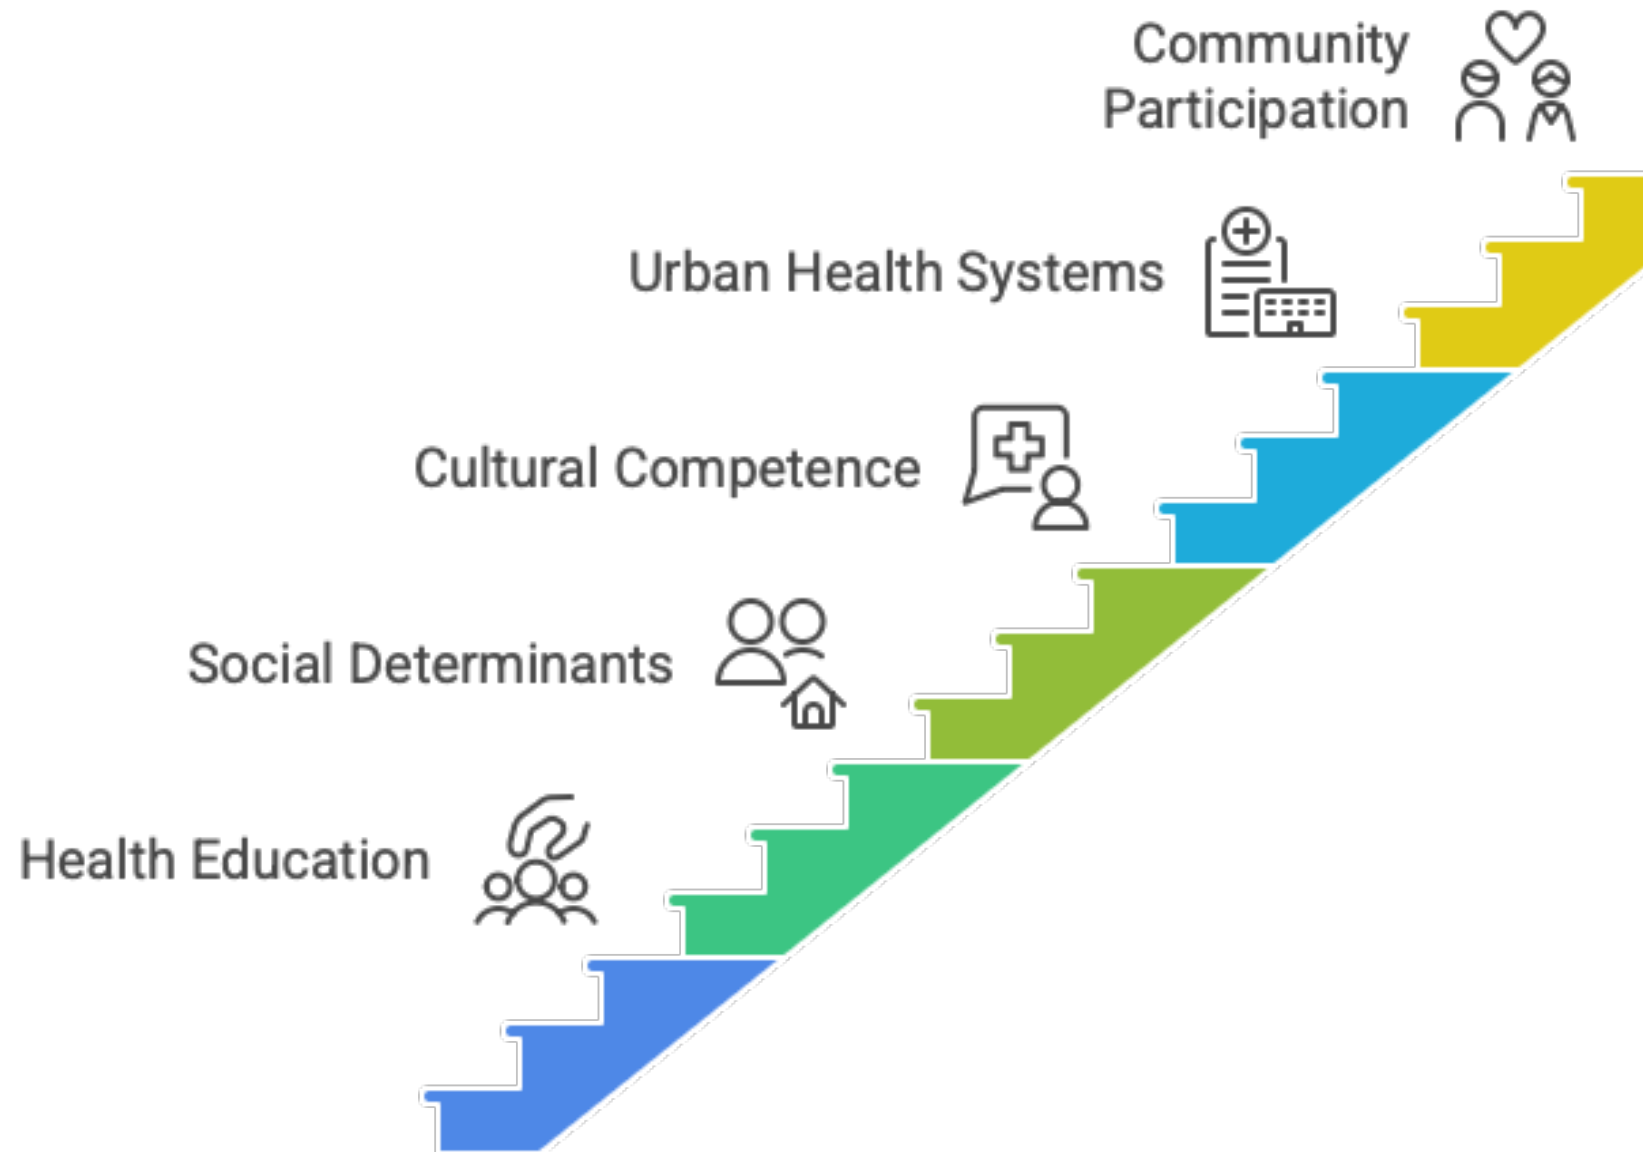 Community
Participation
Urban Health Systems
Cultural Competence
Social Determinants
Health Education